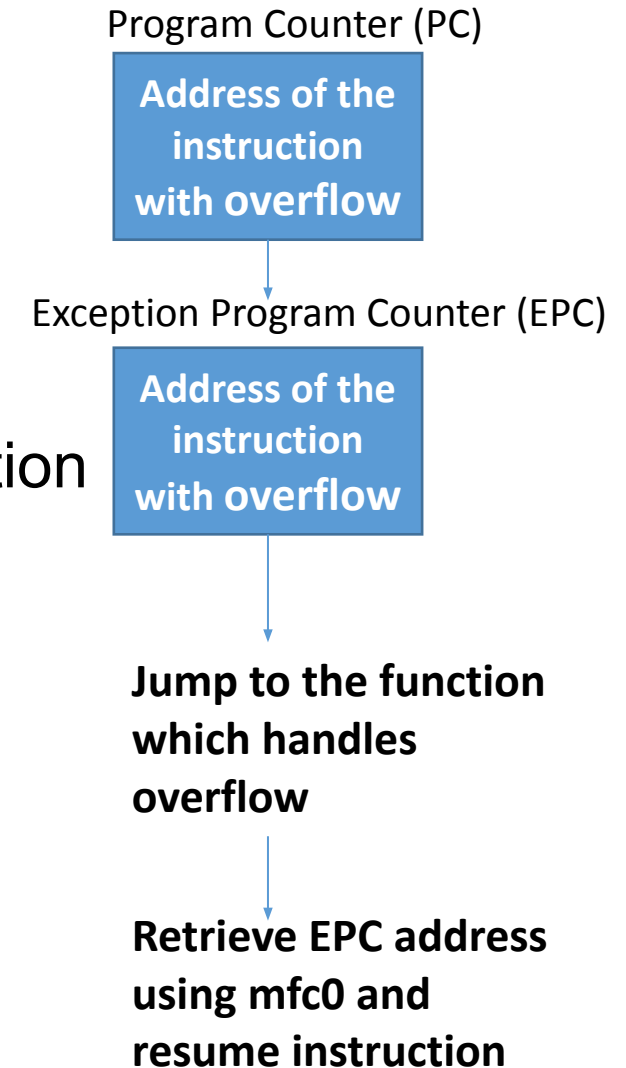 Program Counter (PC)
Address of the
instruction
with overflow
Exception Program Counter (EPC)
Address of the
instruction
with overflow
tion
Jump to the function
which handles
overflow
Retrieve EPC address
using mfc0 and
resume instruction